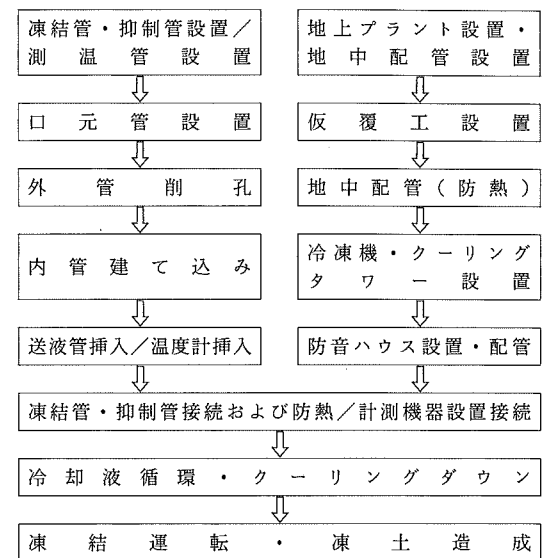 凍結管・抑制管設置／
測温管設置
口元管設置
外管削孔
内管建て込み
送液管挿入／温度計挿入
地上プラント設置・
地中配管設置
仮覆工設置
地中配管（防熱）
冷凍機・クーリング
タワー設置
防音ハウス設置・配管
凍結管・抑制管接続および防熱／計測機器設置接続
冷却液循環・クーリングダウン
凍結運転・凍土造成